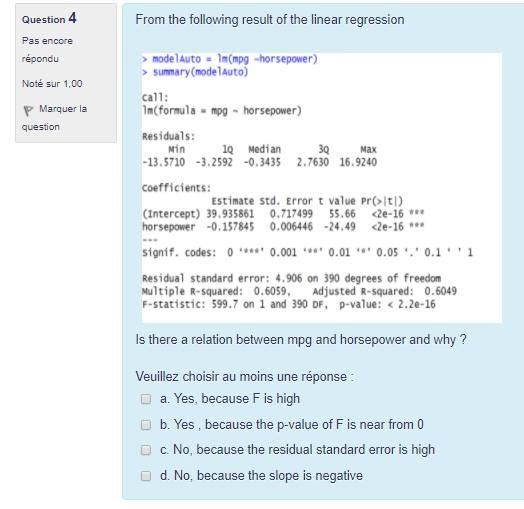 Question 4
Pas encore
répondu
Noté sur 1,00
Marquer la
question
From the following result of the linear regression
> modelAuto = lm(mpg ~horsepower)
> summary(modelAuto)
Call:
lm(formula = mpg ~ horsepower)
Residuals:
Min 1Q Median 3Q Max
-13.5710 -3.2592 -0.3435 2.7630 16.9240
Coefficients:
Estimate Std. Error t value Pr(>|t|)
(Intercept) 39.935861 0.717499 55.66 <2e-16 ***
horsepower -0.157845 0.006446 -24.49 <2e-16 ***
---
Signif. codes: 0 '***' 0.001 '**' 0.01 '*' 0.05 '.' 0.1 ' ' 1
Residual standard error: 4.906 on 390 degrees of freedom
Multiple R-squared: 0.6059, Adjusted R-squared: 0.6049
F-statistic: 599.7 on 1 and 390 DF, p-value: < 2.2e-16
Is there a relation between mpg and horsepower and why ?
Veuillez choisir au moins une réponse :
a. Yes, because F is high
b. Yes , because the p-value of F is near from 0
c. No, because the residual standard error is high
d. No, because the slope is negative